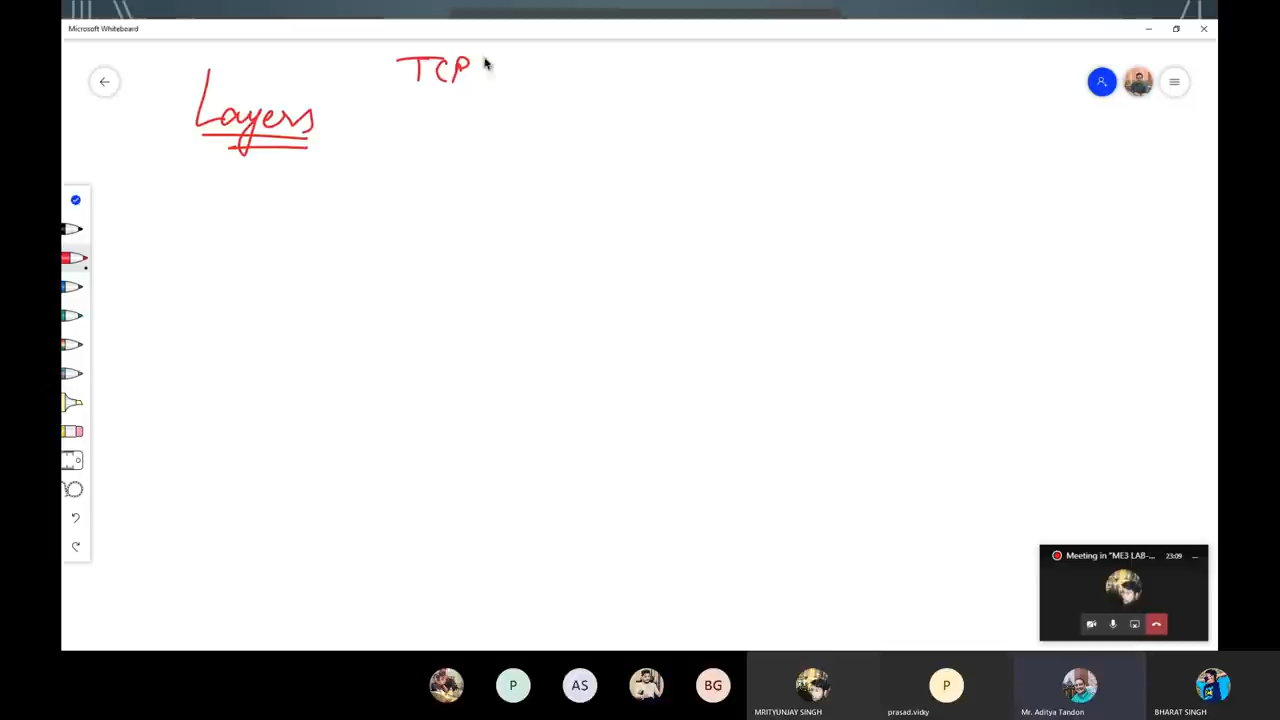 Microsoft Whiteboard
TCP
Layers
Meeting in "ME3 LAB-... 23:09
P
AS
BG
P
MRITYUNJAY SINGH
prasad.vicky
Mr. Aditya Tandon
BHARAT SINGH